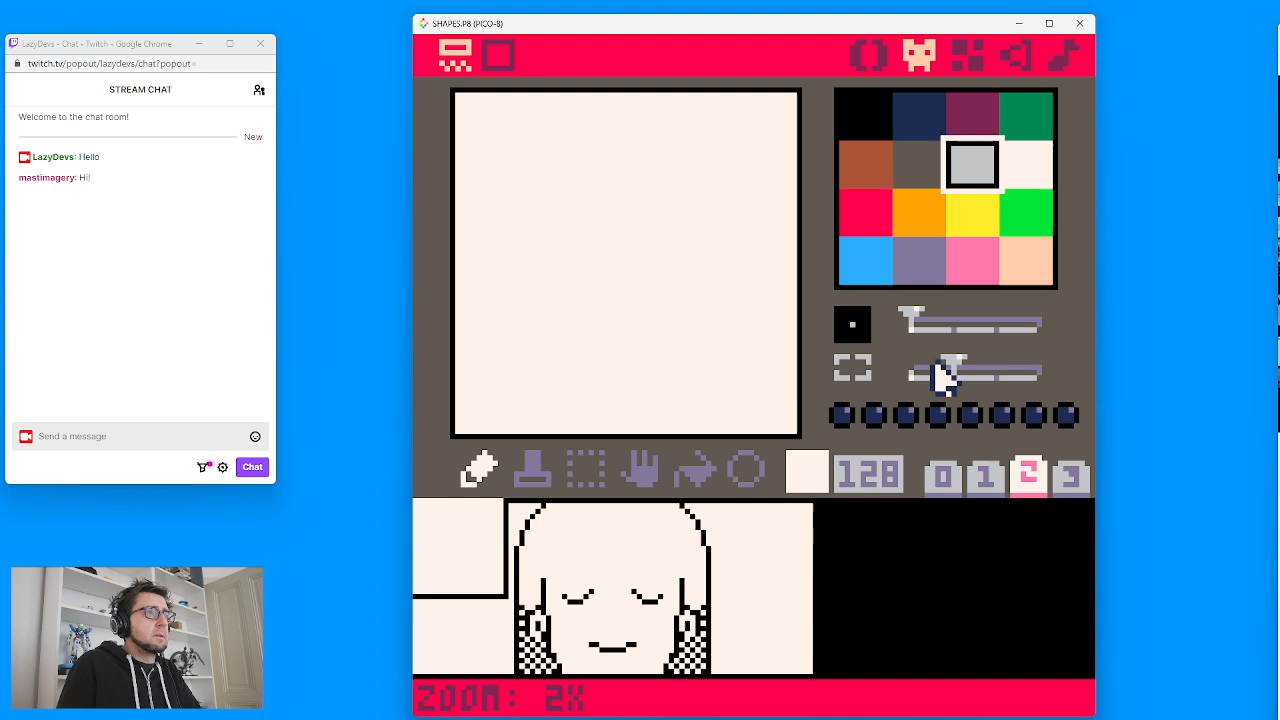 LazyDevs - Chat - Twitch - Google Chrome
twitch.tv/popout/lazydevs/chat?popout=
STREAM CHAT
Welcome to the chat room!
New
LazyDevs: Hello
mastimagery: Hi!
Send a message
Chat
SHAPES.P8 (PICO-8)
128
0 1 2 3
ZOOM: 2X